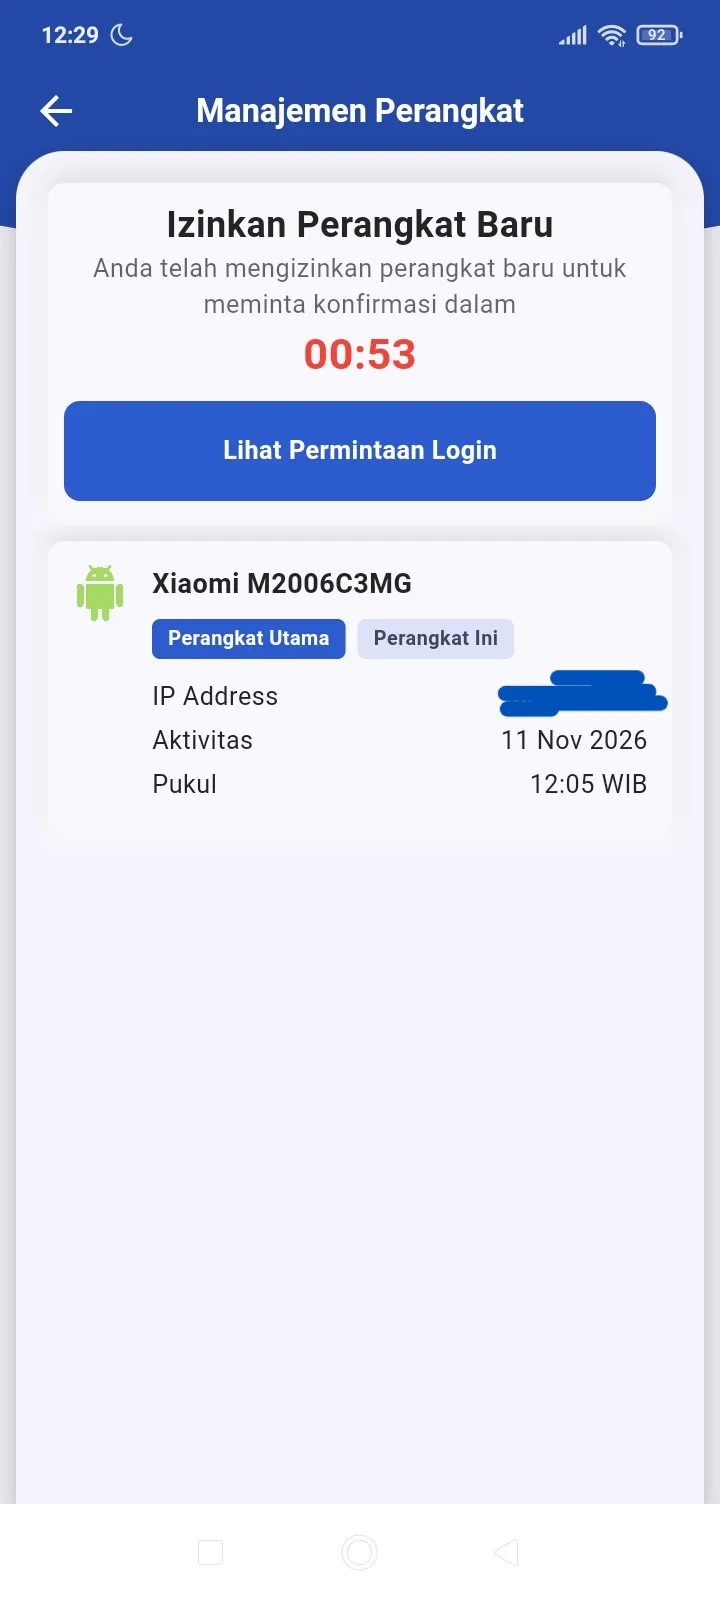 12:29
92
Manajemen Perangkat
Izinkan Perangkat Baru
Anda telah mengizinkan perangkat baru untuk
meminta konfirmasi dalam
00:53
Lihat Permintaan Login
Xiaomi M2006C3MG
Perangkat Utama
Perangkat Ini
IP Address
Aktivitas 11 Nov 2026
Pukul 12:05 WIB